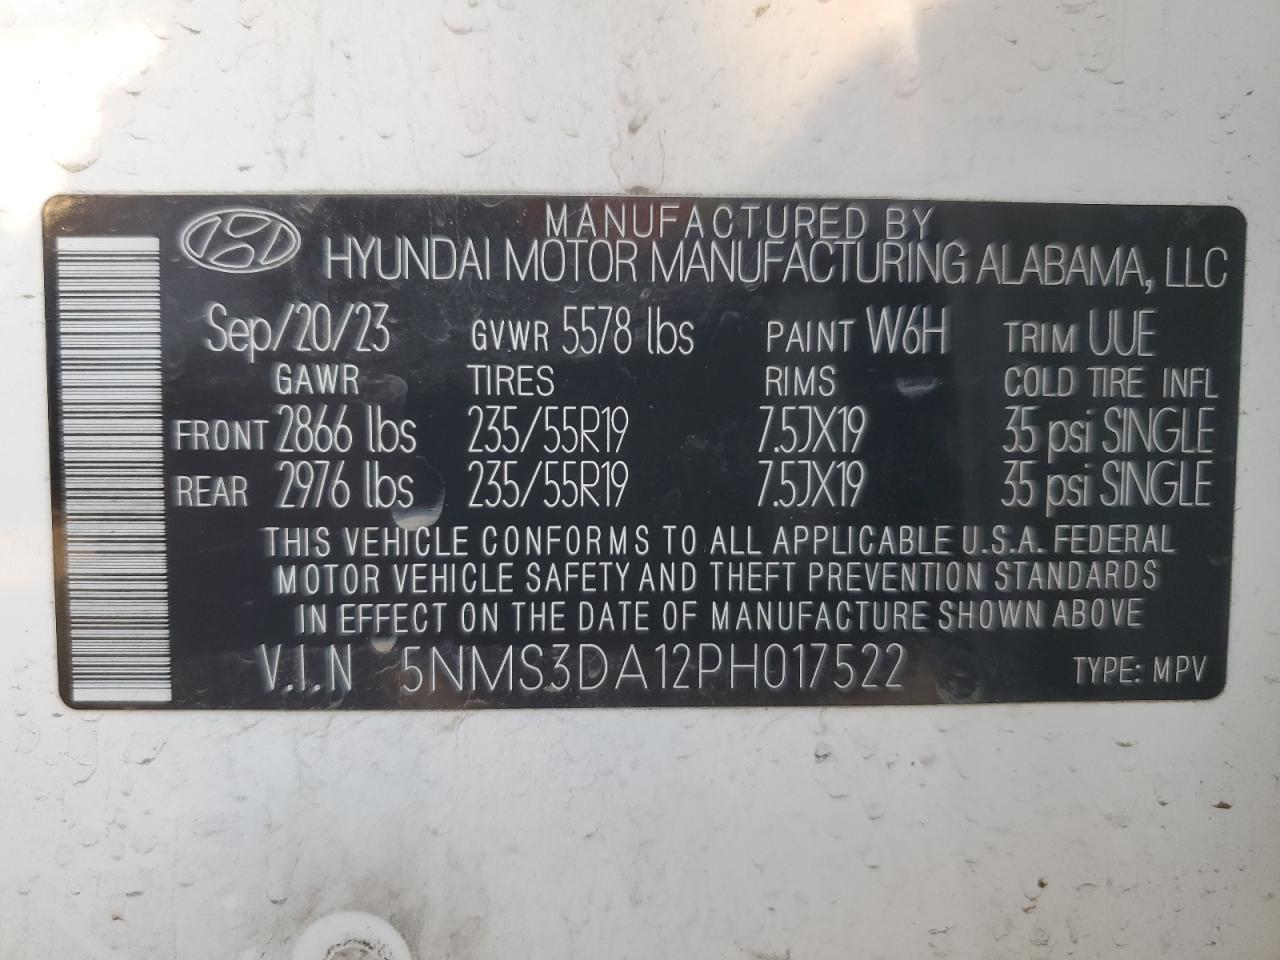 MANUFACTURED BY
HYUNDAI MOTOR MANUFACTURING ALABAMA, LLC
Sep/20/23 GVWR 5578 lbs PAINT W6H TRIM UUE
GAWR TIRES RIMS COLD TIRE INFL
FRONT 2866 lbs 235/55R19 7.5JX19 35 psi SINGLE
REAR 2976 lbs 235/55R19 7.5JX19 35 psi SINGLE
THIS VEHICLE CONFORMS TO ALL APPLICABLE U.S.A. FEDERAL
MOTOR VEHICLE SAFETY AND THEFT PREVENTION STANDARDS
IN EFFECT ON THE DATE OF MANUFACTURE SHOWN ABOVE
V.I.N 5NMS3DA12PH017522 TYPE: MPV